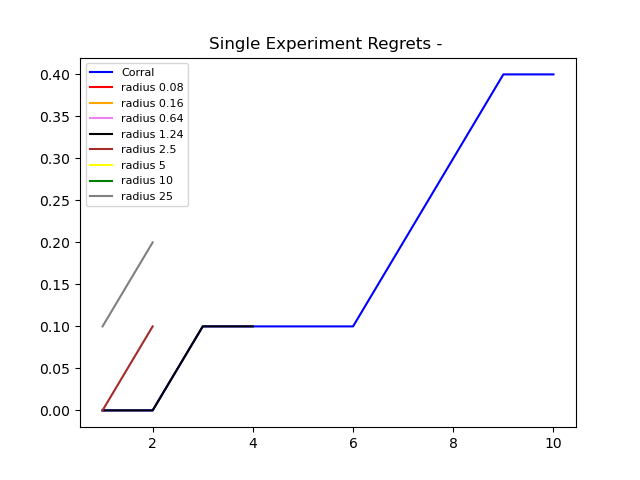 Single Experiment Regrets -
Corral
radius 0.08
radius 0.16
radius 0.64
radius 1.24
radius 2.5
radius 5
radius 10
radius 25
0.40
0.35
0.30
0.25
0.20
0.15
0.10
0.05
0.00
2 4 6 8 10